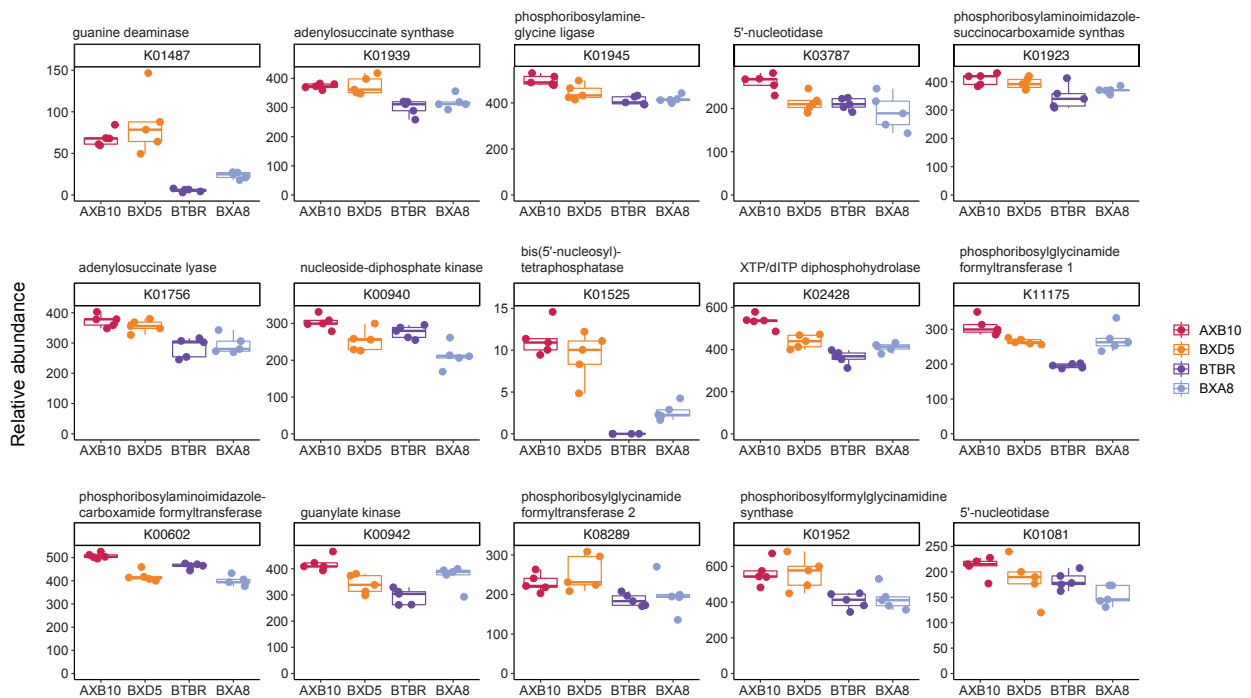 guanine deaminase
K01487
150
100
50
0
AXB10 BXD5 BTBR BXA8
adenylosuccinate synthase
K01939
400
300
200
100
0
AXB10 BXD5 BTBR BXA8
phosphoribosylamine-
glycine ligase
K01945
400
200
0
AXB10 BXD5 BTBR BXA8
5'-nucleotidase
K03787
200
100
0
AXB10 BXD5 BTBR BXA8
phosphoribosylaminoimidazole-
succinocarboxamide synthas
K01923
400
300
200
100
0
AXB10 BXD5 BTBR BXA8
Relative abundance
adenylosuccinate lyase
K01756
400
300
200
100
0
AXB10 BXD5 BTBR BXA8
nucleoside-diphosphate kinase
K00940
300
200
100
0
AXB10 BXD5 BTBR BXA8
bis(5'-nucleosyl)-
tetraphosphatase
K01525
15
10
5
0
AXB10 BXD5 BTBR BXA8
XTP/dITP diphosphohydrolase
K02428
600
400
200
0
AXB10 BXD5 BTBR BXA8
phosphoribosylglycinamide
formyltransferase 1
K11175
300
200
100
0
AXB10 BXD5 BTBR BXA8
AXB10
BXD5
BTBR
BXA8
phosphoribosylaminoimidazole-
carboxamide formyltransferase
K00602
500
400
300
200
100
0
AXB10 BXD5 BTBR BXA8
guanylate kinase
K00942
400
300
200
100
0
AXB10 BXD5 BTBR BXA8
phosphoribosylglycinamide
formyltransferase 2
K08289
300
200
100
0
AXB10 BXD5 BTBR BXA8
phosphoribosylformylglycinamidine
synthase
K01952
600
400
200
0
AXB10 BXD5 BTBR BXA8
5'-nucleotidase
K01081
250
200
150
100
50
0
AXB10 BXD5 BTBR BXA8